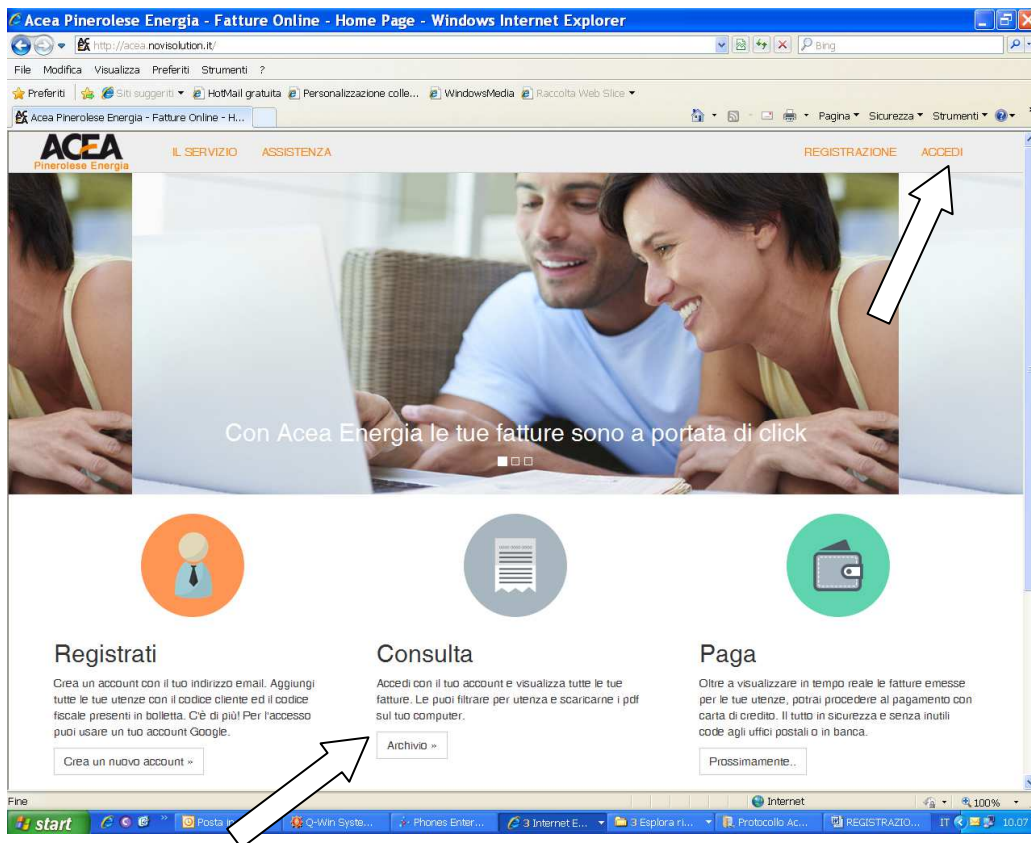 Acea Pinerolese Energia - Fatture Online - Home Page - Windows Internet Explorer
http://acea.novisolution.it/
Bing
File Modifica Visualizza Preferiti Strumenti ?
Preferiti Siti suggeriti HotMail gratuita Personalizzazione colle... WindowsMedia Raccolta Web Slice
Acea Pinerolese Energia - Fatture Online - H...
Pagina Sicurezza Strumenti
ACEA
Pinerolese Energia
IL SERVIZIO ASSISTENZA REGISTRAZIONE ACCEDI
Con Acea Energia le tue fatture sono a portata di click
Registrati
Crea un account con il tuo indirizzo email. Aggiungi
tutte le tue utenze con il codice cliente ed il codice
fiscale presenti in bolletta. C'è di più! Per l'accesso
puoi usare un tuo account Google.
Crea un nuovo account »
Consulta
Accedi con il tuo account e visualizza tutte le tue
fatture. Le puoi filtrare per utenza e scaricarne i pdf
sul tuo computer.
Archivio »
Paga
Oltre a visualizzare in tempo reale le fatture emesse
per le tue utenze, potrai procedere al pagamento con
carta di credito. Il tutto in sicurezza e senza inutili
code agli uffici postali o in banca.
Prossimamente..
Fine Internet 100%
start Posta in Q-Win Syste... Phones Enter... 3 Internet E... 3 Esplora ri... Protocollo Ac... REGISTRAZIO... IT 10.07